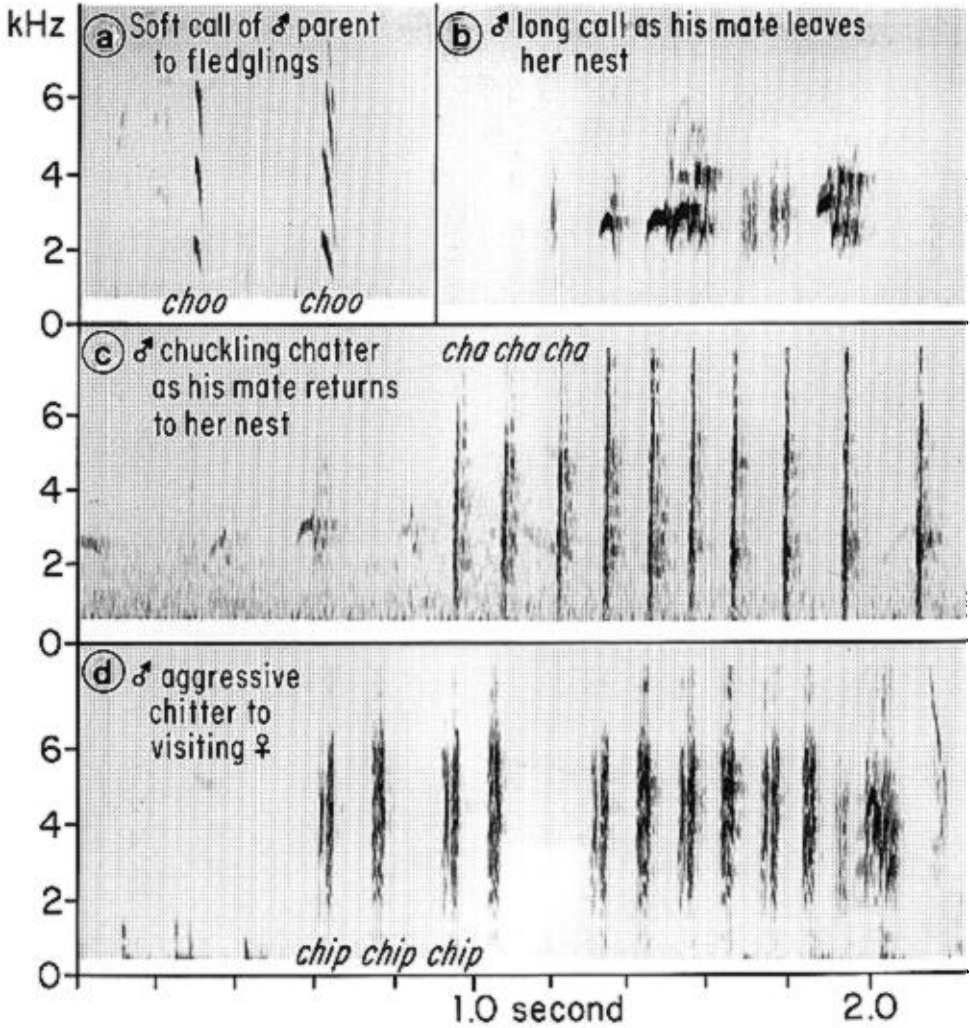 kHz
a Soft call of ♂ parent
to fledglings
6
4
2
0
choo choo
b ♂ long call as his mate leaves
her nest
c ♂ chuckling chatter
as his mate returns
to her nest
cha cha cha
6
4
2
0
d ♂ aggressive
chitter to
visiting ♀
6
4
2
0
chip chip chip
1.0 second 2.0